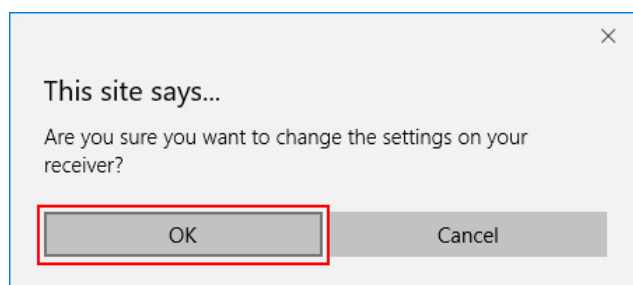 This site says...
Are you sure you want to change the settings on your
receiver?
OK
Cancel